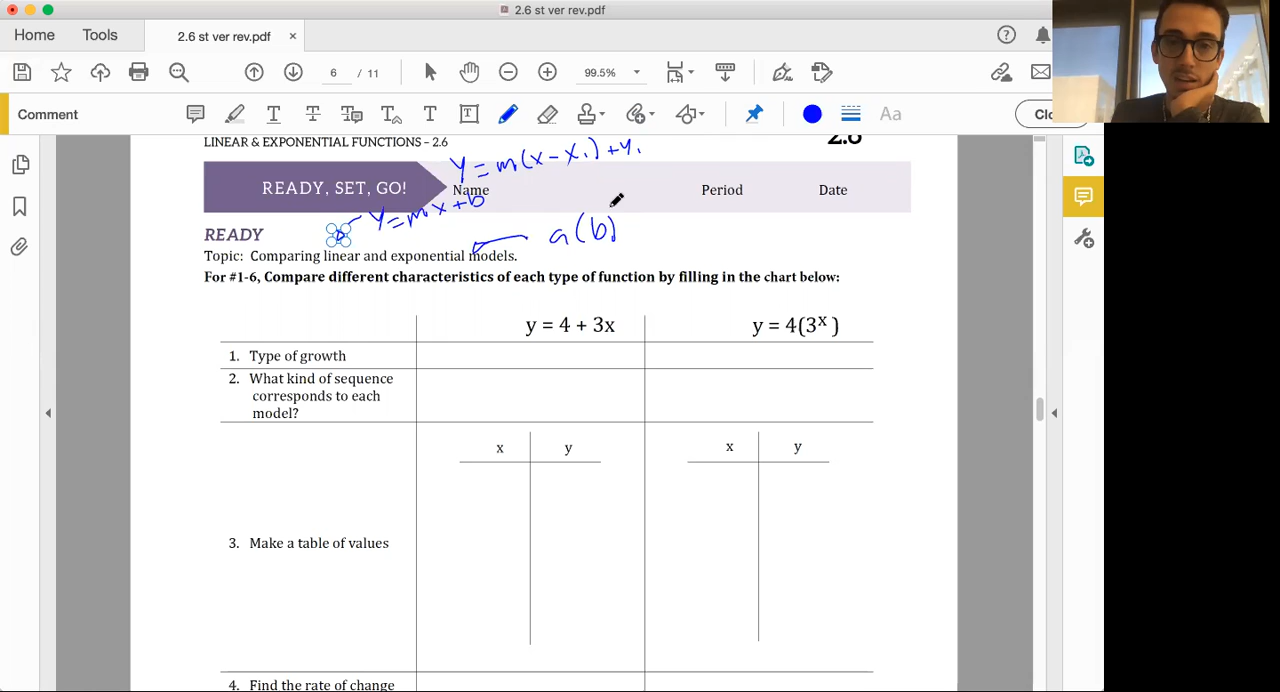 2.6 st ver rev.pdf
Home
Tools
2.6 st ver rev.pdf ×
6 / 11
99.5%
Comment
Aa
LINEAR & EXPONENTIAL FUNCTIONS – 2.6
2.6
y = m(x - x₁) + y₁
READY, SET, GO!
Name
Period
Date
y = mx + b
READY
a(b)
Topic: Comparing linear and exponential models.
For #1-6, Compare different characteristics of each type of function by filling in the chart below:
y = 4 + 3x
y = 4(3ˣ)
1. Type of growth
2. What kind of sequence
corresponds to each
model?
x y
x y
3. Make a table of values
4. Find the rate of change